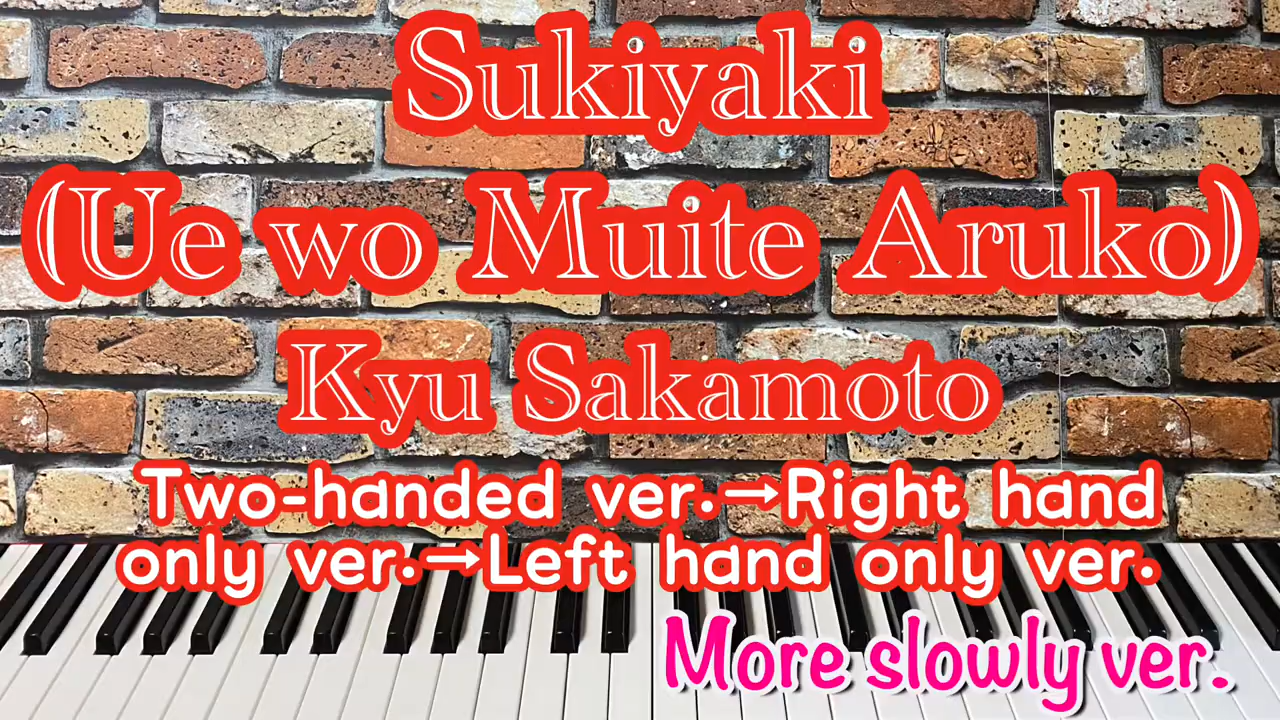 Sukiyaki
(Ue wo Muite Aruko)
Kyu Sakamoto
Two-handed ver.→Right hand
only ver.→Left hand only ver.
More slowly ver.